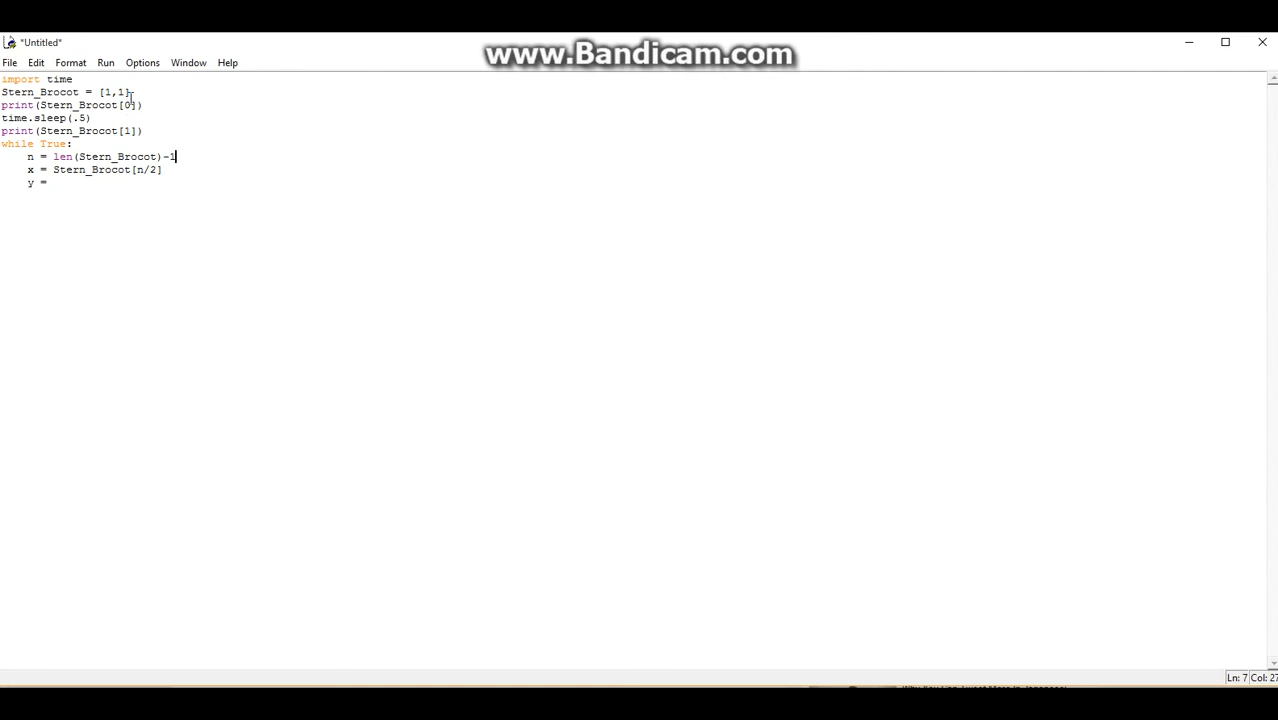 www.Bandicam.com
*Untitled*
File Edit Format Run Options Window Help
import time
Stern_Brocot = [1,1]
print(Stern_Brocot[0])
time.sleep(.5)
print(Stern_Brocot[1])
while True:
    n = len(Stern_Brocot)-1
    x = Stern_Brocot[n/2]
    y =
Ln: 7 Col: 27